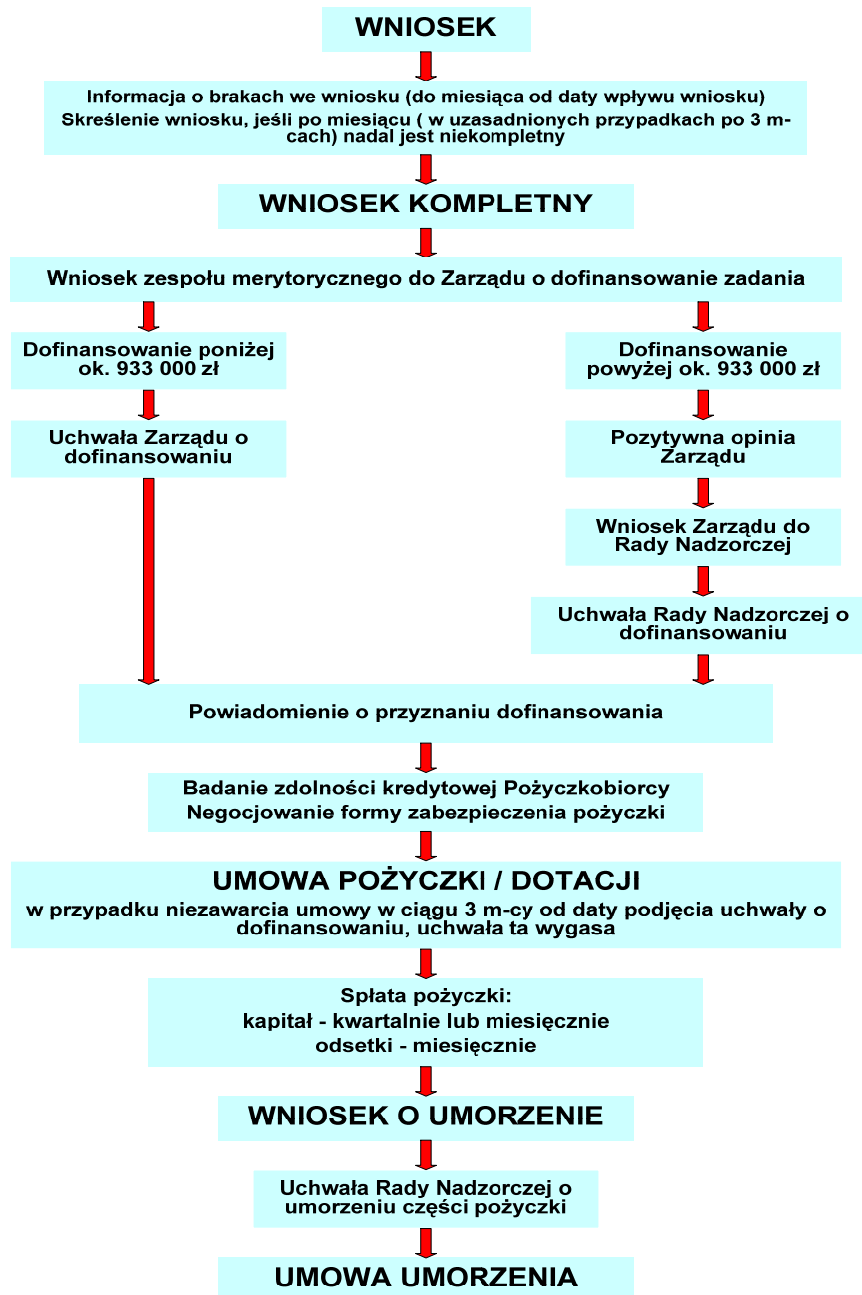 WNIOSEK
Informacja o brakach we wniosku (do miesiąca od daty wpływu wniosku)
Skreślenie wniosku, jeśli po miesiącu ( w uzasadnionych przypadkach po 3 m-
cach) nadal jest niekompletny
WNIOSEK KOMPLETNY
Wniosek zespołu merytorycznego do Zarządu o dofinansowanie zadania
Dofinansowanie poniżej
ok. 933 000 zł
Uchwała Zarządu o
dofinansowaniu
Dofinansowanie
powyżej ok. 933 000 zł
Pozytywna opinia
Zarządu
Wniosek Zarządu do
Rady Nadzorczej
Uchwała Rady Nadzorczej o
dofinansowaniu
Powiadomienie o przyznaniu dofinansowania
Badanie zdolności kredytowej Pożyczkobiorcy
Negocjowanie formy zabezpieczenia pożyczki
UMOWA POŻYCZKI / DOTACJI
w przypadku niezawarcia umowy w ciągu 3 m-cy od daty podjęcia uchwały o
dofinansowaniu, uchwała ta wygasa
Spłata pożyczki:
kapitał - kwartalnie lub miesięcznie
odsetki - miesięcznie
WNIOSEK O UMORZENIE
Uchwała Rady Nadzorczej o
umorzeniu części pożyczki
UMOWA UMORZENIA